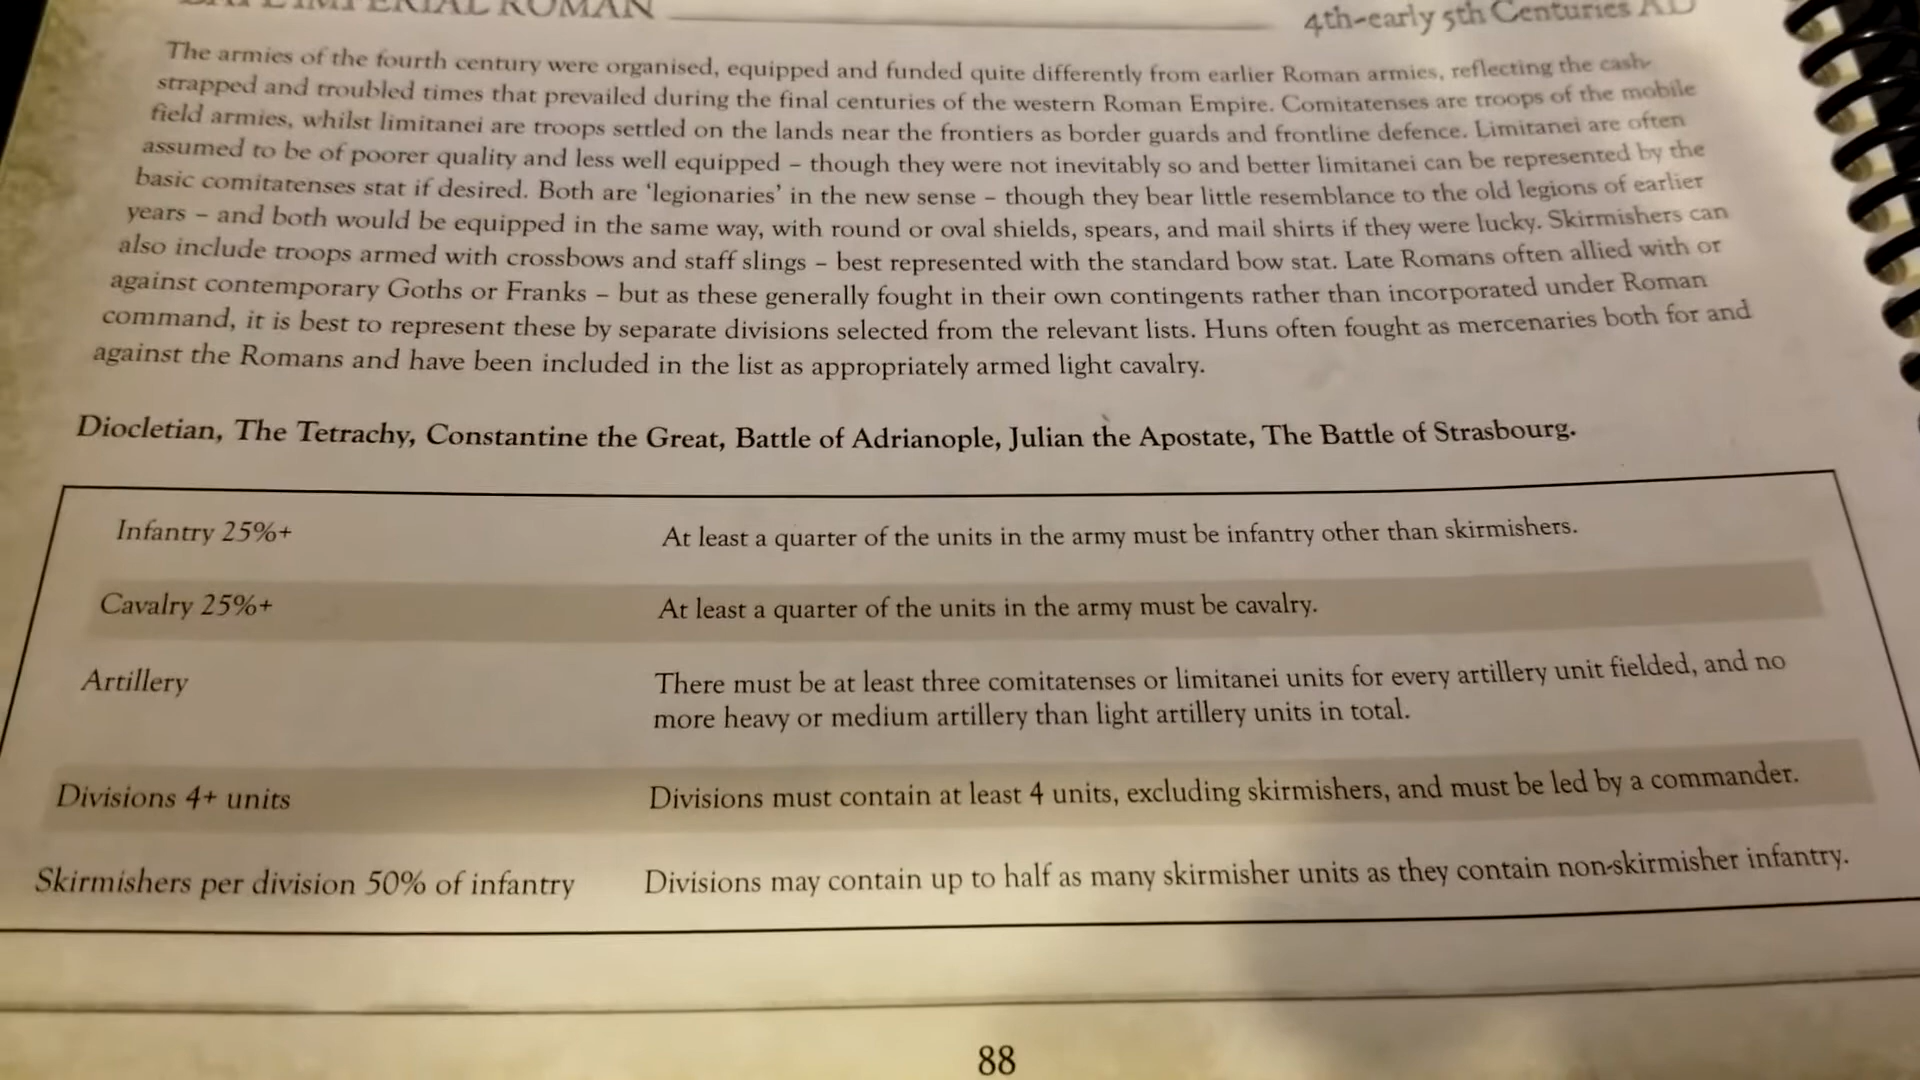 LATE IMPERIAL ROMAN 4th-early 5th Centuries AD
The armies of the fourth century were organised, equipped and funded quite differently from earlier Roman armies, reflecting the cash-
strapped and troubled times that prevailed during the final centuries of the western Roman Empire. Comitatenses are troops of the mobile
field armies, whilst limitanei are troops settled on the lands near the frontiers as border guards and frontline defence. Limitanei are often
assumed to be of poorer quality and less well equipped – though they were not inevitably so and better limitanei can be represented by the
basic comitatenses stat if desired. Both are 'legionaries' in the new sense – though they bear little resemblance to the old legions of earlier
years – and both would be equipped in the same way, with round or oval shields, spears, and mail shirts if they were lucky. Skirmishers can
also include troops armed with crossbows and staff slings – best represented with the standard bow stat. Late Romans often allied with or
against contemporary Goths or Franks – but as these generally fought in their own contingents rather than incorporated under Roman
command, it is best to represent these by separate divisions selected from the relevant lists. Huns often fought as mercenaries both for and
against the Romans and have been included in the list as appropriately armed light cavalry.
Diocletian, The Tetrachy, Constantine the Great, Battle of Adrianople, Julian the Apostate, The Battle of Strasbourg.
Infantry 25%+ At least a quarter of the units in the army must be infantry other than skirmishers.
Cavalry 25%+ At least a quarter of the units in the army must be cavalry.
Artillery There must be at least three comitatenses or limitanei units for every artillery unit fielded, and no
more heavy or medium artillery than light artillery units in total.
Divisions 4+ units Divisions must contain at least 4 units, excluding skirmishers, and must be led by a commander.
Skirmishers per division 50% of infantry Divisions may contain up to half as many skirmisher units as they contain non-skirmisher infantry.
88